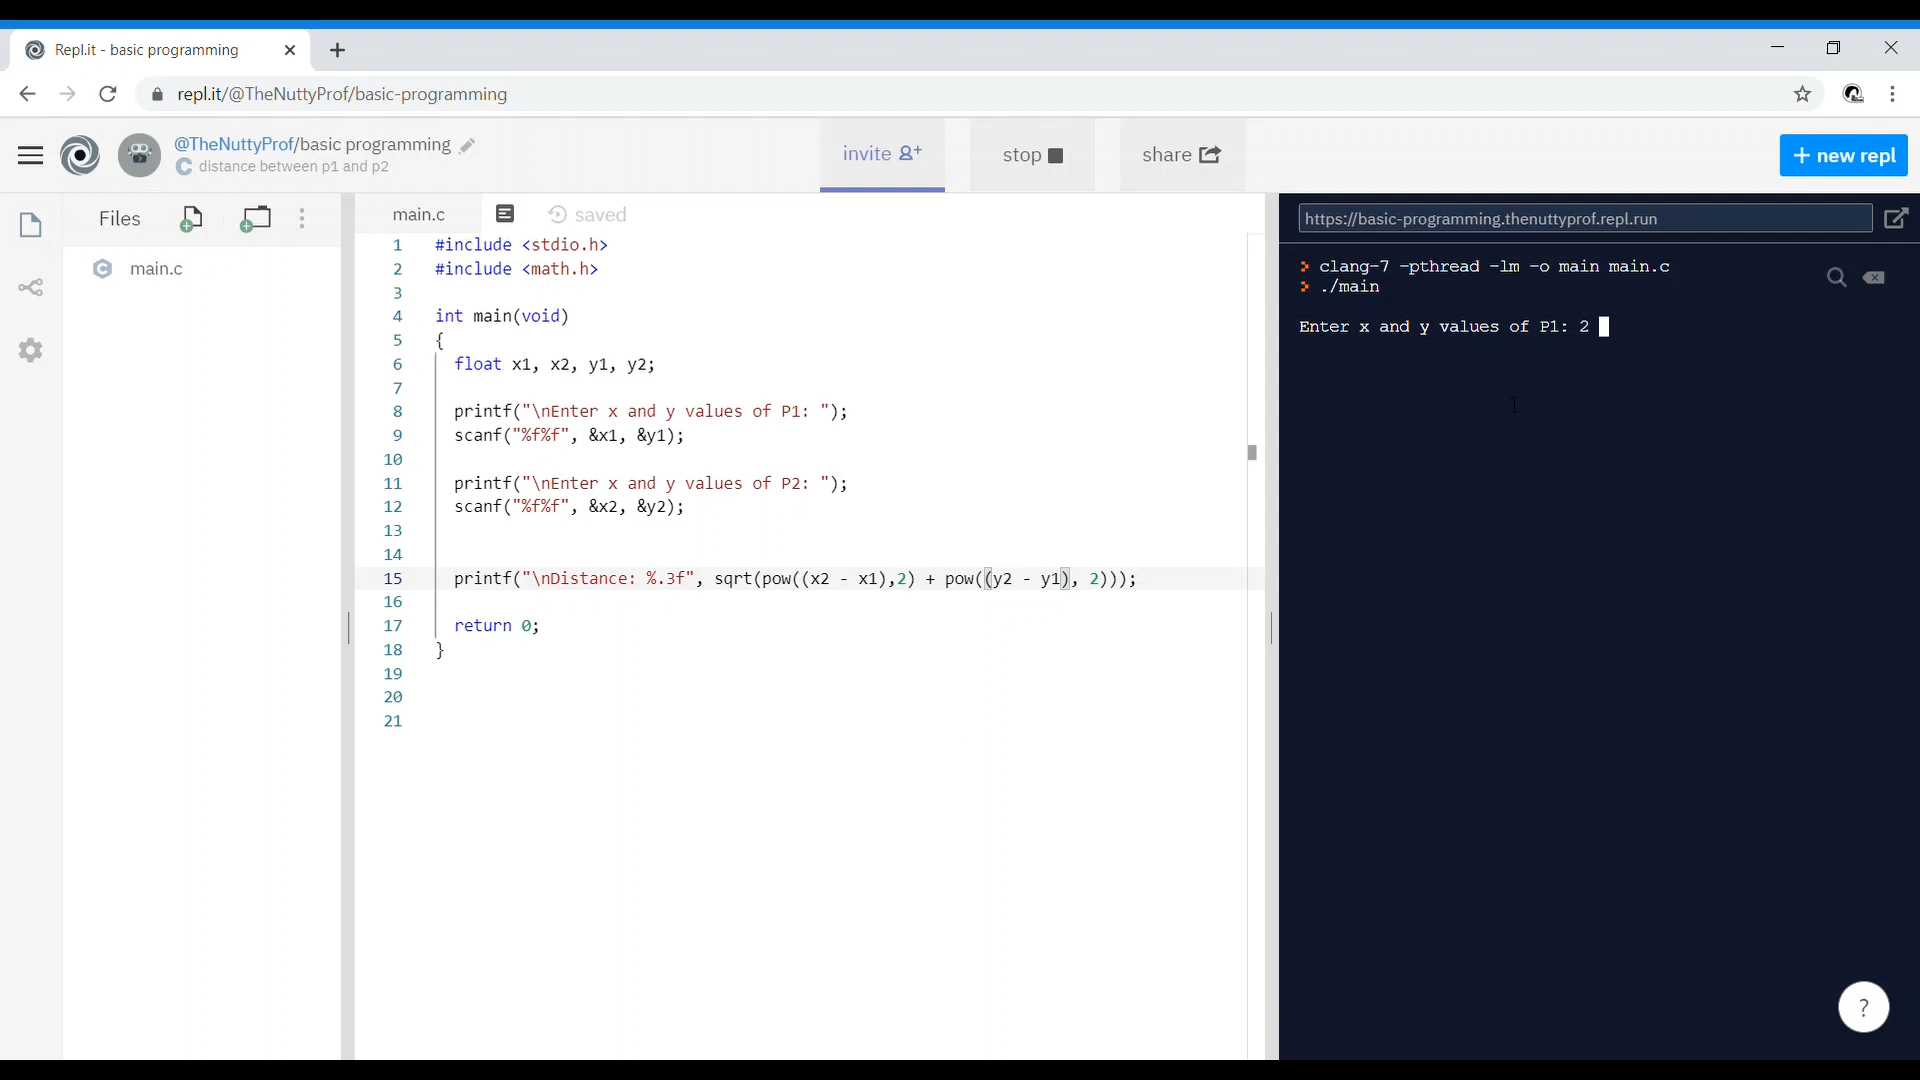 Repl.it - basic programming
repl.it/@TheNuttyProf/basic-programming
@TheNuttyProf/basic programming
distance between p1 and p2
invite
stop
share
+ new repl
Files
main.c
main.c
saved
1 #include <stdio.h>
2 #include <math.h>
3
4 int main(void)
5 {
6 float x1, x2, y1, y2;
7
8 printf("\nEnter x and y values of P1: ");
9 scanf("%f%f", &x1, &y1);
10
11 printf("\nEnter x and y values of P2: ");
12 scanf("%f%f", &x2, &y2);
13
14
15 printf("\nDistance: %.3f", sqrt(pow((x2 - x1),2) + pow((y2 - y1), 2)));
16
17 return 0;
18 }
19
20
21
https://basic-programming.thenuttyprof.repl.run
> clang-7 -pthread -lm -o main main.c
> ./main
Enter x and y values of P1: 2
?